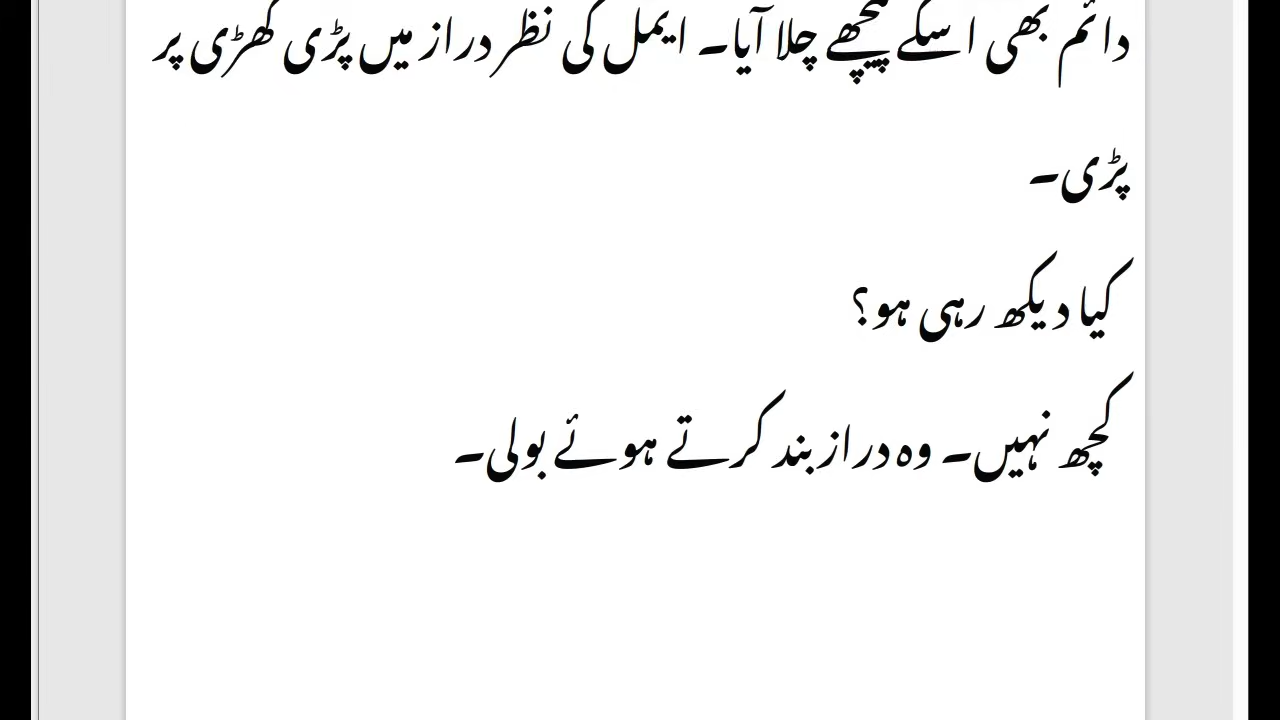 دائم بھی اسکے پیچھے چلا آیا۔ ایمل کی نظر دراز میں پڑی کھڑی پر
پڑی۔
کیا دیکھ رہی ہو؟
کچھ نہیں۔ وہ دراز بند کرتے ہوئے بولی۔